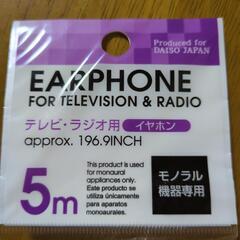 Produced for
DAISO JAPAN
EARPHONE
FOR TELEVISION & RADIO
テレビ・ラジオ用 イヤホン
approx. 196.9INCH
5m
This product is used
for monaural
appliances only.
Este producto se
utiliza únicamente
para aparatos
monoaurales.
モノラル
機器専用